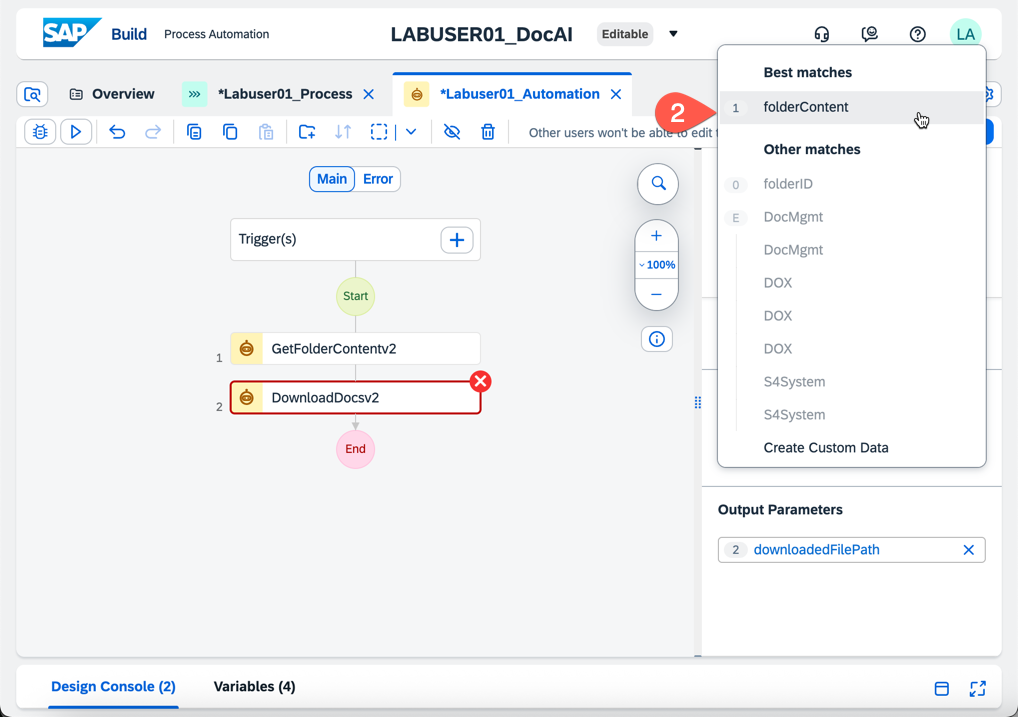 SAP Build Process Automation
LABUSER01_DocAI
Editable
LA
Overview
*Labuser01_Process
*Labuser01_Automation
Other users won't be able to edit t
Main
Error
Trigger(s)
Start
1
GetFolderContentv2
2
DownloadDocsv2
End
100%
2
Best matches
1 folderContent
Other matches
0 folderID
E DocMgmt
DocMgmt
DOX
DOX
DOX
S4System
S4System
Create Custom Data
Output Parameters
2 downloadedFilePath
Design Console (2)
Variables (4)